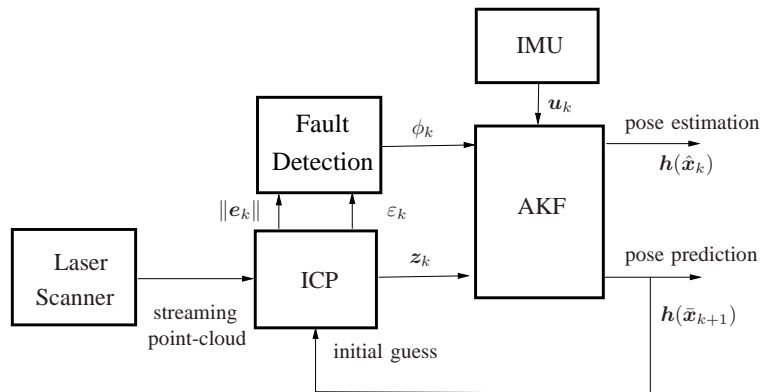 IMU
u_k
Fault
Detection
ϕ_k
pose estimation
h(x̂_k)
‖e_k‖
ε_k
AKF
Laser
Scanner
ICP
z_k
pose prediction
h(x̄_{k+1})
streaming
point-cloud
initial guess